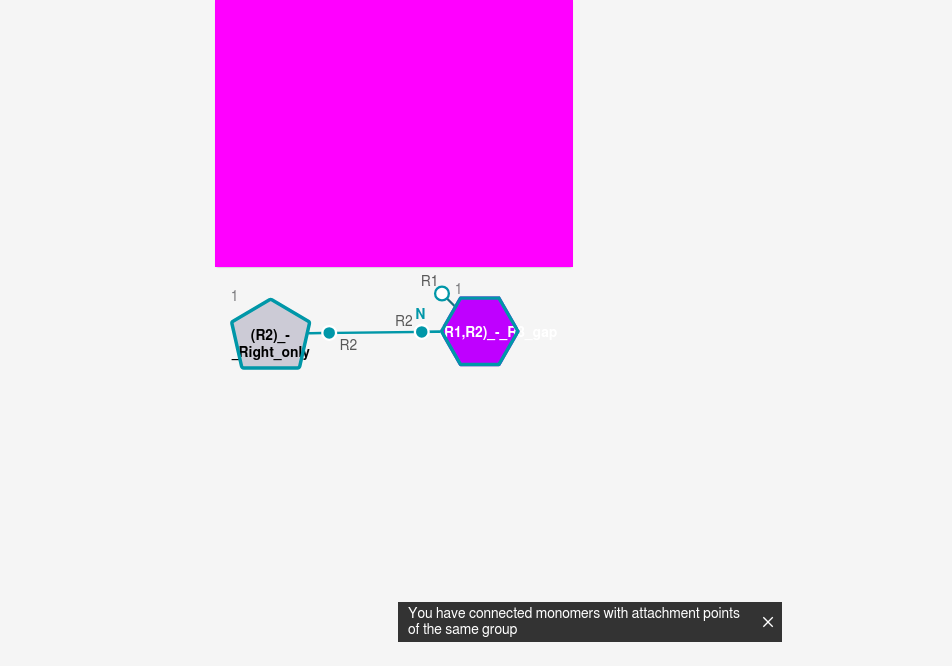 R1
1
1
N
R2
(R2)_-
_Right_only
R2
R1,R2)_-_R3_gap
You have connected monomers with attachment points
of the same group